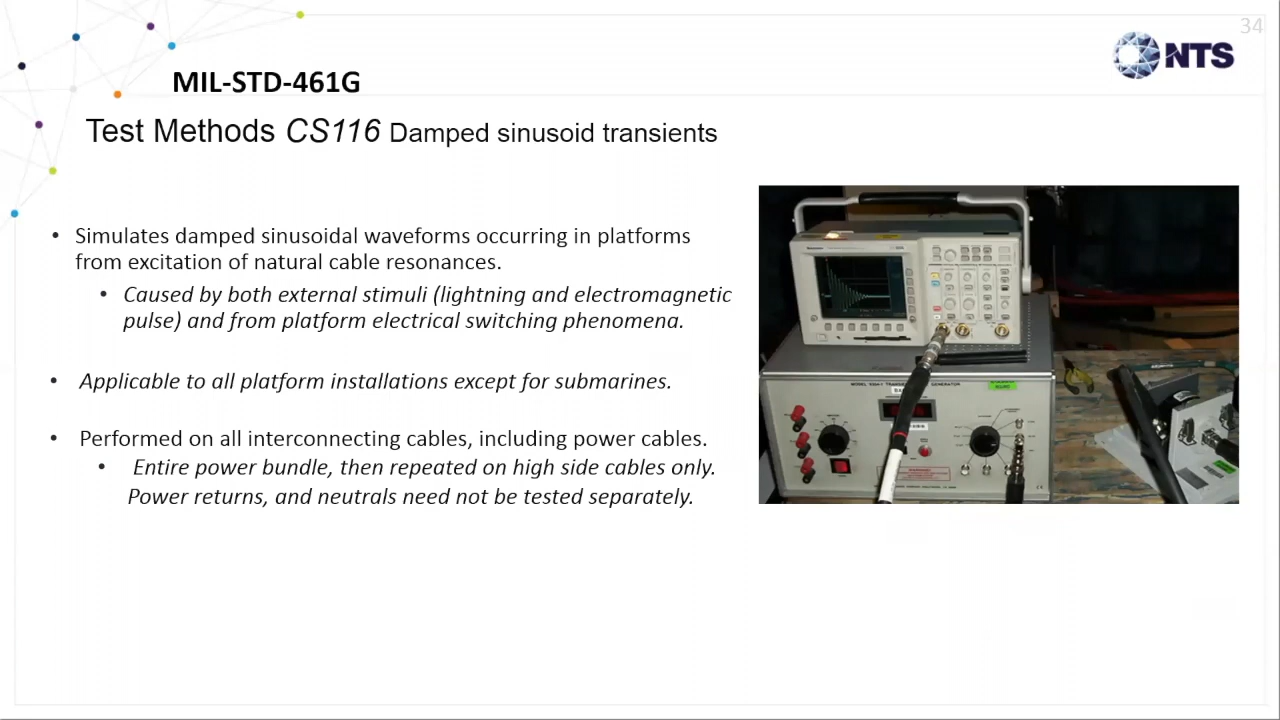 34
NTS
MIL-STD-461G
Test Methods CS116 Damped sinusoid transients
• Simulates damped sinusoidal waveforms occurring in platforms
from excitation of natural cable resonances.
• Caused by both external stimuli (lightning and electromagnetic
pulse) and from platform electrical switching phenomena.
• Applicable to all platform installations except for submarines.
• Performed on all interconnecting cables, including power cables.
• Entire power bundle, then repeated on high side cables only.
Power returns, and neutrals need not be tested separately.